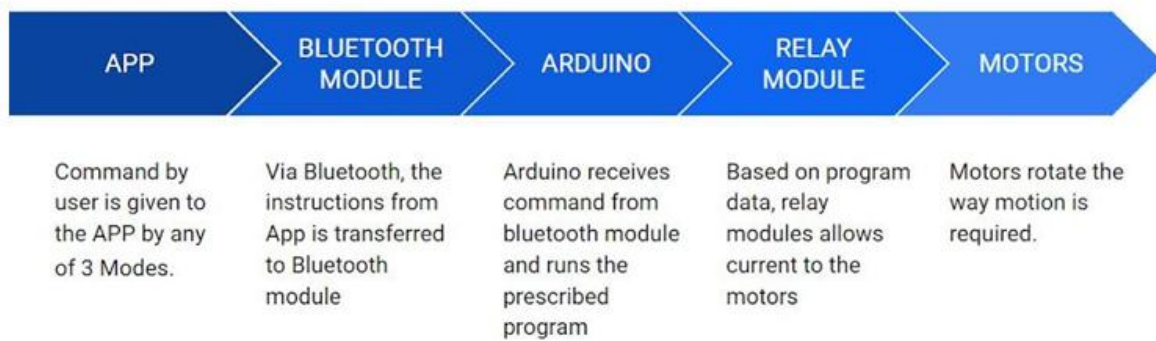 APP
BLUETOOTH
MODULE
ARDUINO
RELAY
MODULE
MOTORS
Command by
user is given to
the APP by any
of 3 Modes.
Via Bluetooth, the
instructions from
App is transferred
to Bluetooth
module
Arduino receives
command from
bluetooth module
and runs the
prescribed
program
Based on program
data, relay
modules allows
current to the
motors
Motors rotate the
way motion is
required.